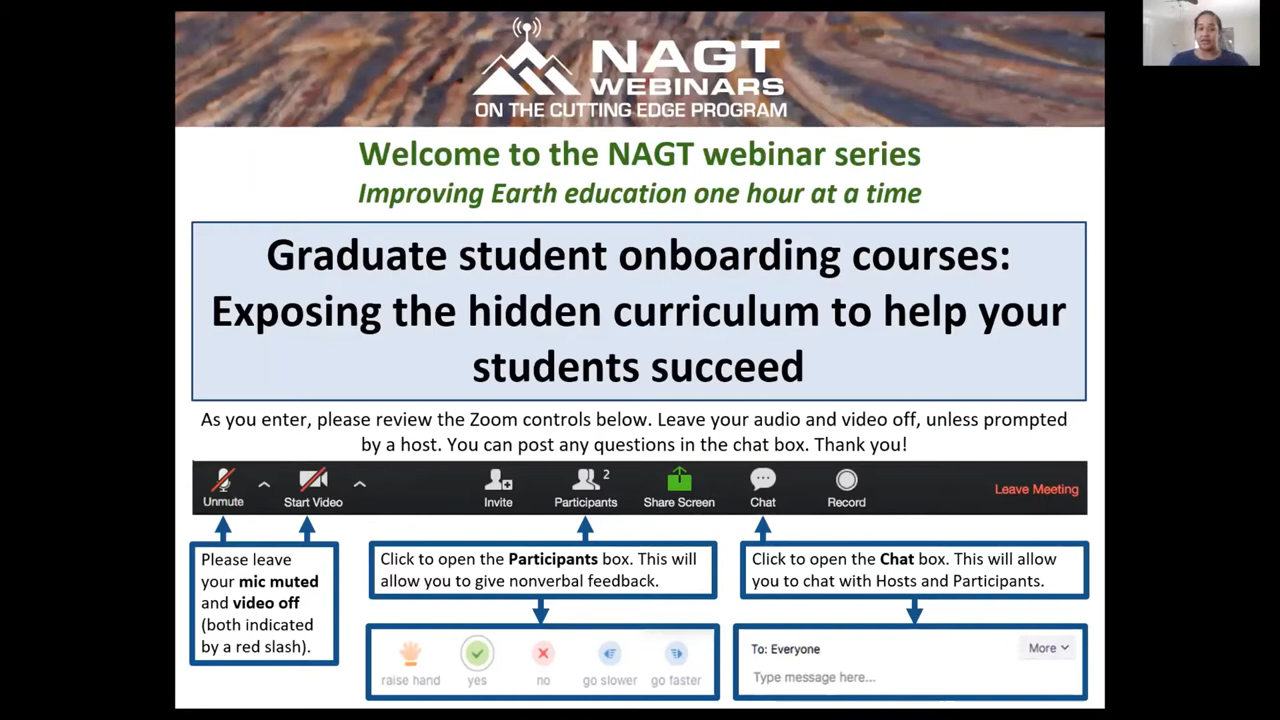 NAGT
WEBINARS
ON THE CUTTING EDGE PROGRAM
Welcome to the NAGT webinar series
Improving Earth education one hour at a time
Graduate student onboarding courses:
Exposing the hidden curriculum to help your
students succeed
As you enter, please review the Zoom controls below. Leave your audio and video off, unless prompted
by a host. You can post any questions in the chat box. Thank you!
Unmute
Start Video
Invite
2
Participants
Share Screen
Chat
Record
Leave Meeting
Please leave
your mic muted
and video off
(both indicated
by a red slash).
Click to open the Participants box. This will
allow you to give nonverbal feedback.
raise hand
yes
no
go slower
go faster
Click to open the Chat box. This will allow
you to chat with Hosts and Participants.
To: Everyone
More
Type message here...